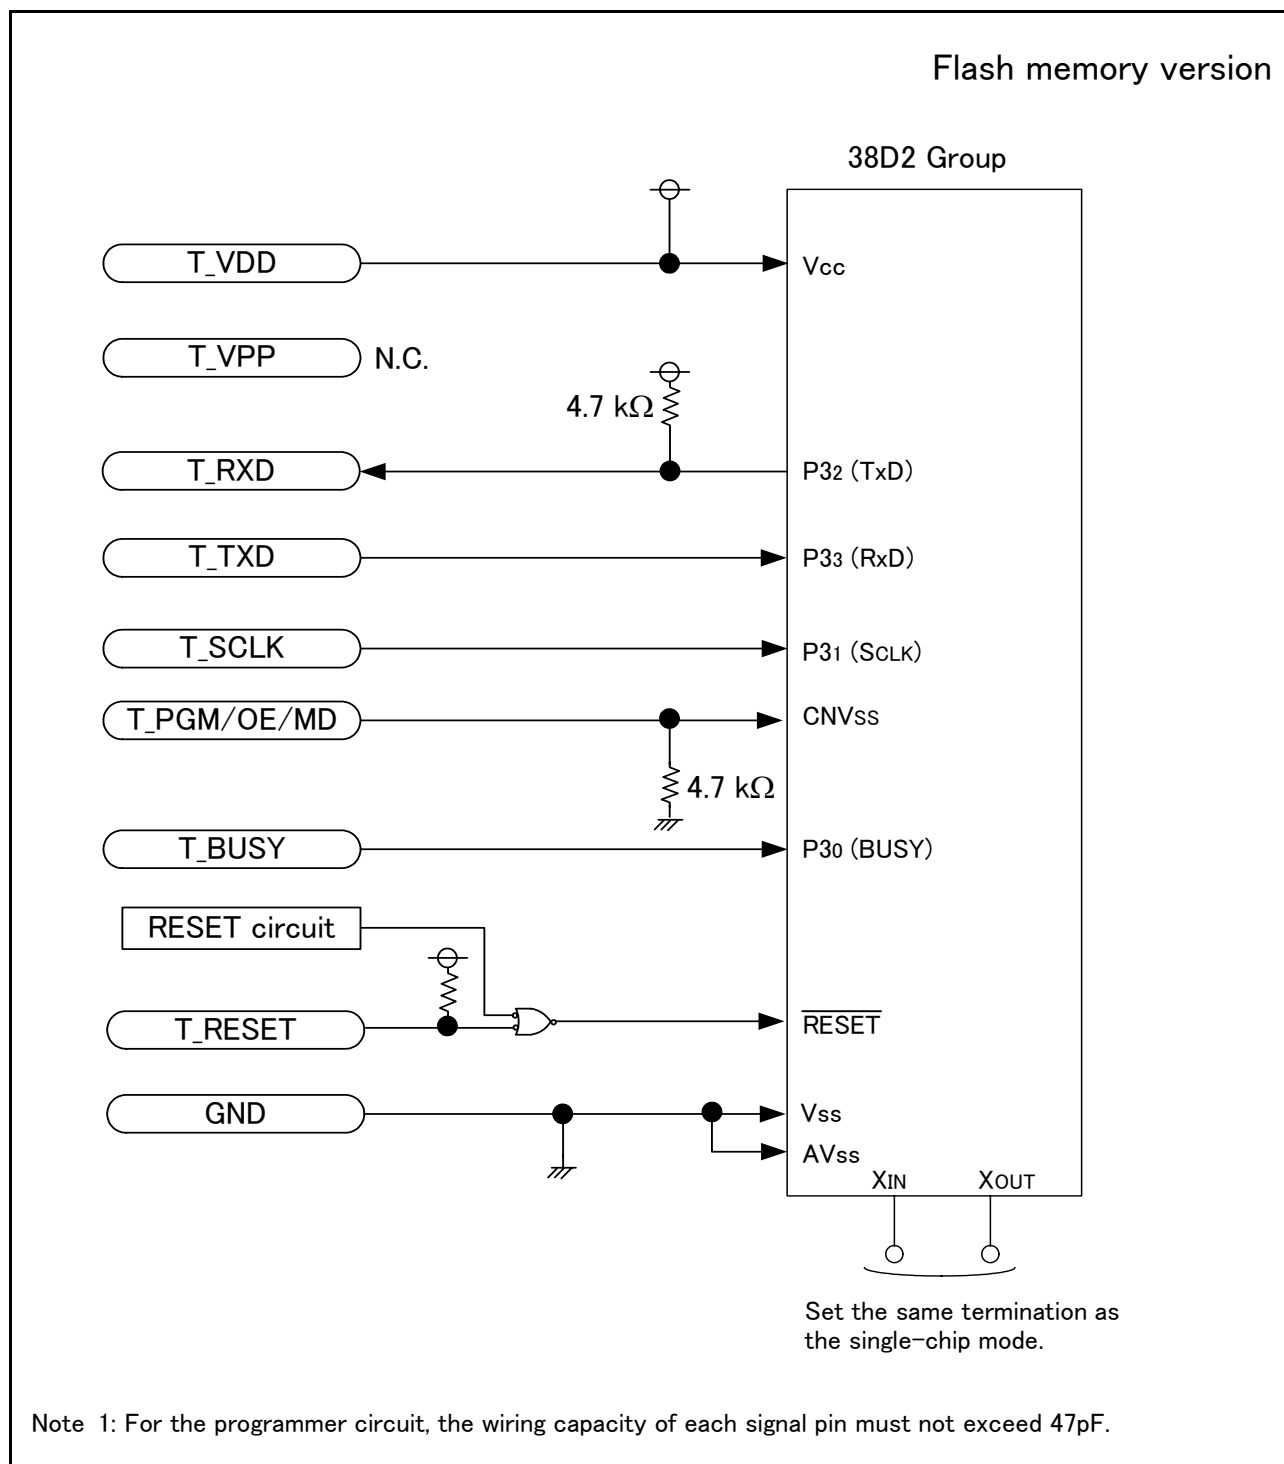 Flash memory version
38D2 Group
T_VDD
Vcc
T_VPP N.C.
4.7 kΩ
T_RXD
P32 (TxD)
T_TXD
P33 (RxD)
T_SCLK
P31 (SCLK)
T_PGM/OE/MD
CNVss
4.7 kΩ
T_BUSY
P30 (BUSY)
RESET circuit
T_RESET
RESET
GND
Vss
AVss
XIN XOUT
Set the same termination as
the single-chip mode.
Note 1: For the programmer circuit, the wiring capacity of each signal pin must not exceed 47pF.